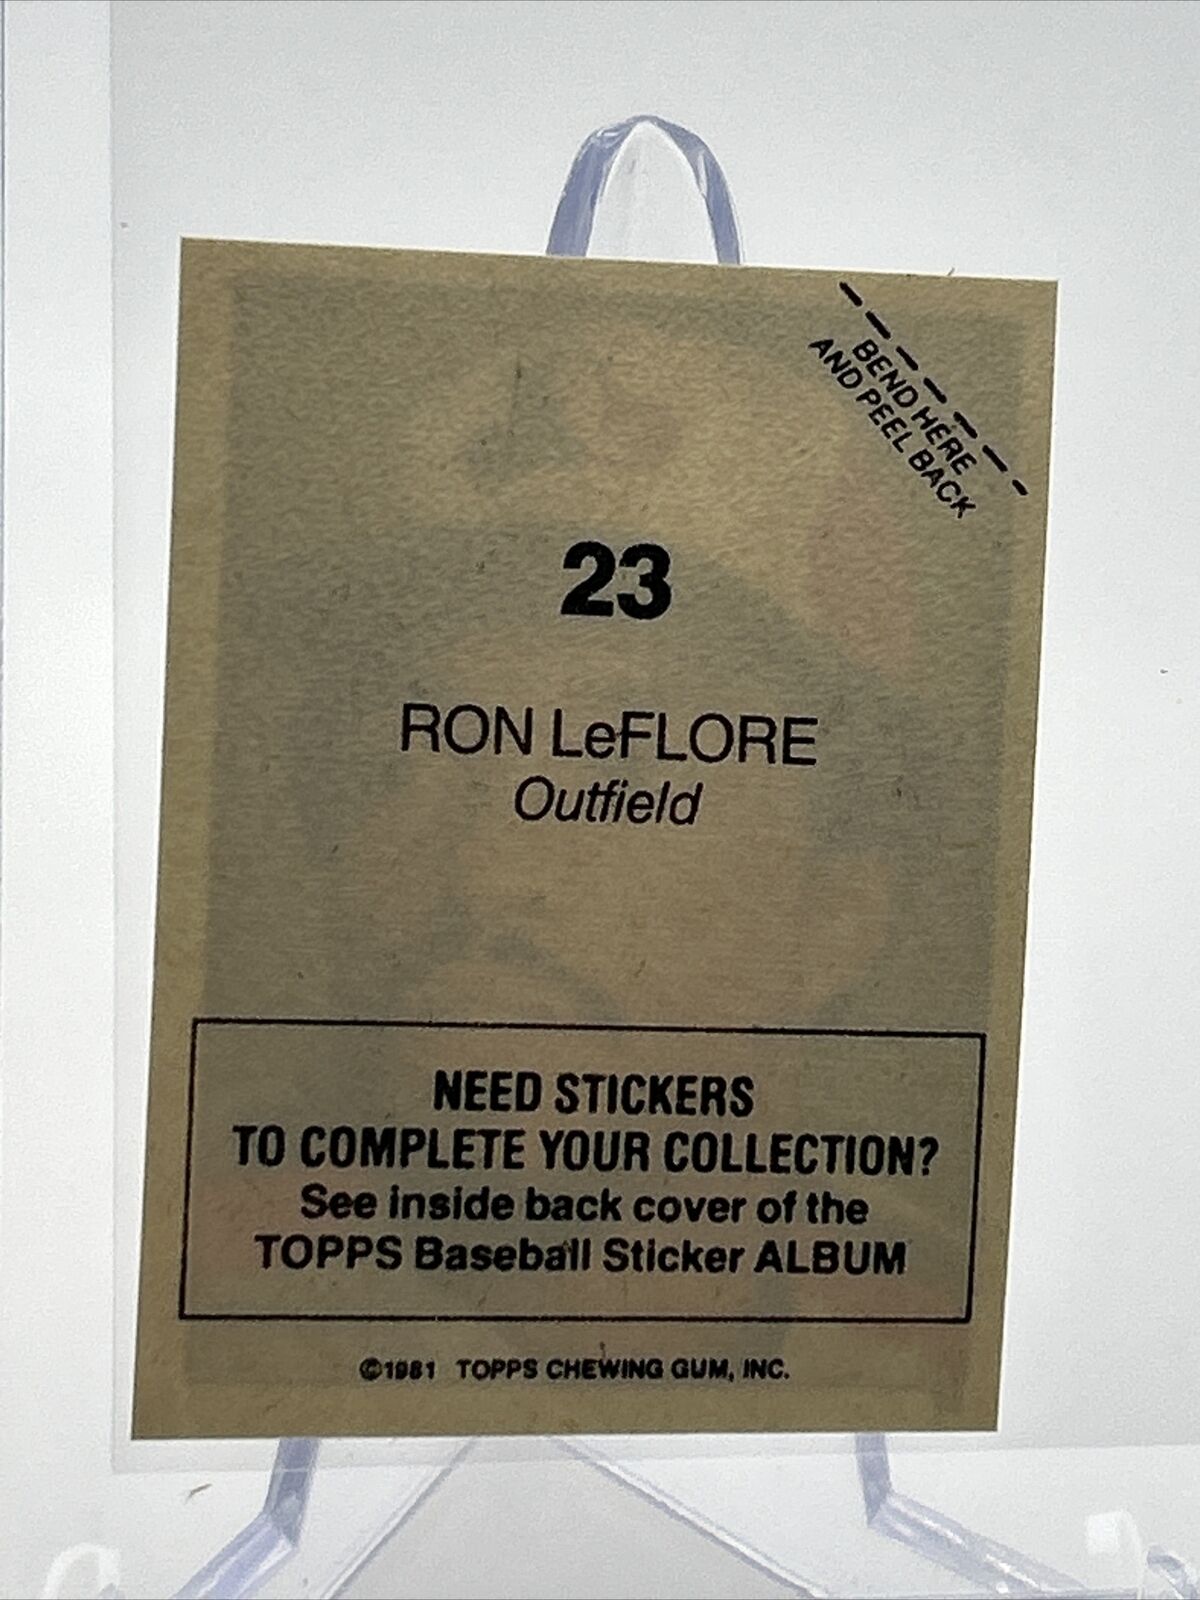 BEND HERE
AND PEEL BACK
23
RON LeFLORE
Outfield
NEED STICKERS
TO COMPLETE YOUR COLLECTION?
See inside back cover of the
TOPPS Baseball Sticker ALBUM
©1981 TOPPS CHEWING GUM, INC.